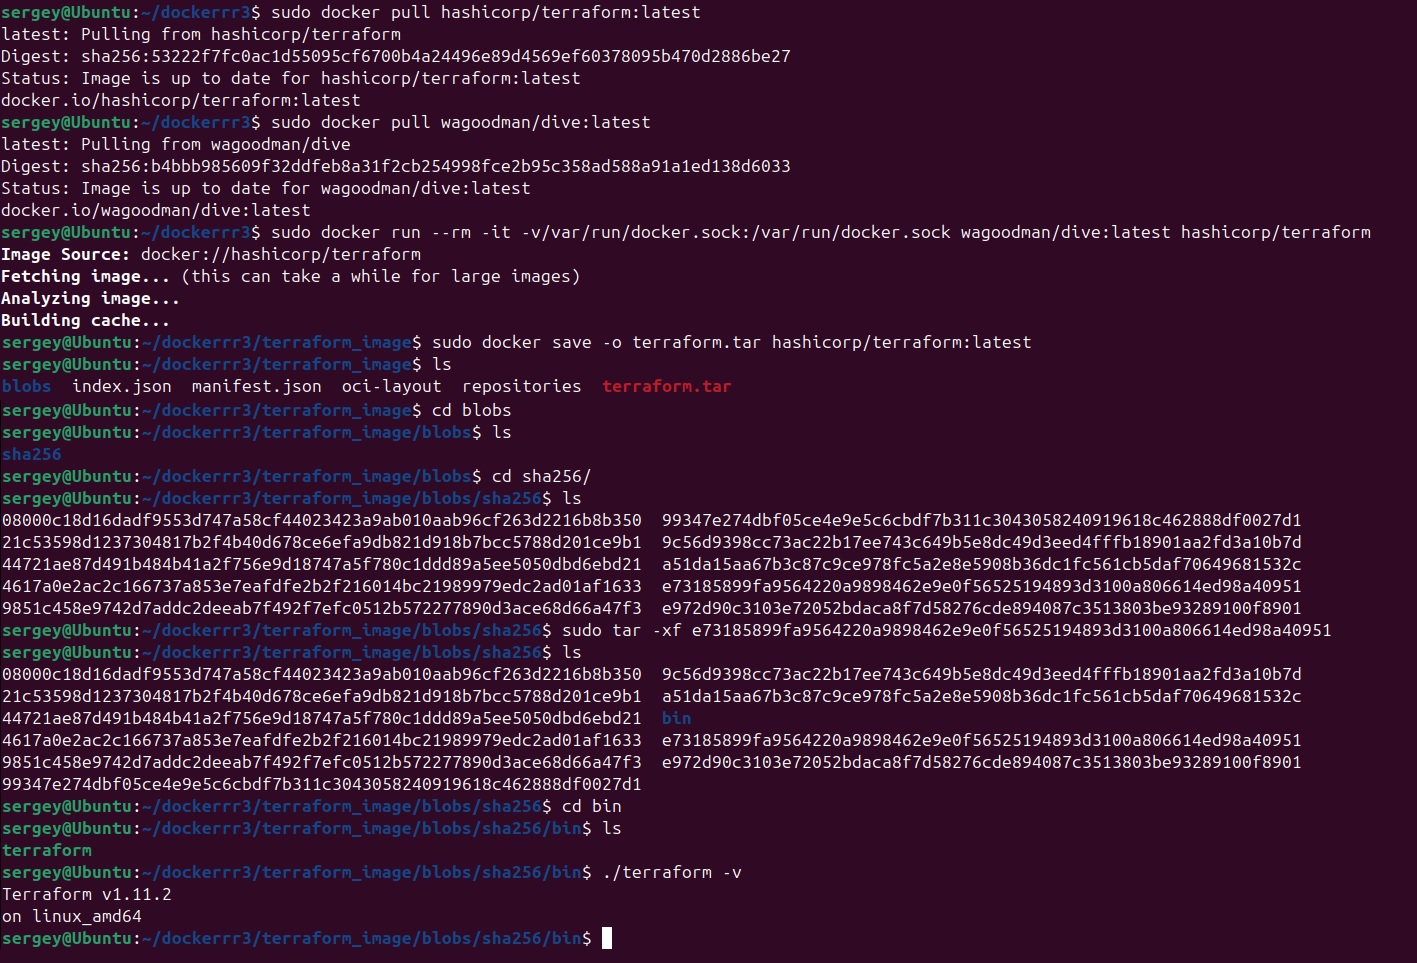 sergey@Ubuntu:~/dockerrr3$ sudo docker pull hashicorp/terraform:latest
latest: Pulling from hashicorp/terraform
Digest: sha256:53222f7fc0ac1d55095cf6700b4a24496e89d4569ef60378095b470d2886be27
Status: Image is up to date for hashicorp/terraform:latest
docker.io/hashicorp/terraform:latest
sergey@Ubuntu:~/dockerrr3$ sudo docker pull wagoodman/dive:latest
latest: Pulling from wagoodman/dive
Digest: sha256:b4bbb985609f32ddfeb8a31f2cb254998fce2b95c358ad588a91a1ed138d6033
Status: Image is up to date for wagoodman/dive:latest
docker.io/wagoodman/dive:latest
sergey@Ubuntu:~/dockerrr3$ sudo docker run --rm -it -v/var/run/docker.sock:/var/run/docker.sock wagoodman/dive:latest hashicorp/terraform
Image Source: docker://hashicorp/terraform
Fetching image... (this can take a while for large images)
Analyzing image...
Building cache...
sergey@Ubuntu:~/dockerrr3/terraform_image$ sudo docker save -o terraform.tar hashicorp/terraform:latest
sergey@Ubuntu:~/dockerrr3/terraform_image$ ls
blobs  index.json  manifest.json  oci-layout  repositories  terraform.tar
sergey@Ubuntu:~/dockerrr3/terraform_image$ cd blobs
sergey@Ubuntu:~/dockerrr3/terraform_image/blobs$ ls
sha256
sergey@Ubuntu:~/dockerrr3/terraform_image/blobs$ cd sha256/
sergey@Ubuntu:~/dockerrr3/terraform_image/blobs/sha256$ ls
08000c18d16dadf9553d747a58cf44023423a9ab010aab96cf263d2216b8b350  99347e274dbf05ce4e9e5c6cbdf7b311c3043058240919618c462888df0027d1
21c53598d1237304817b2f4b40d678ce6efa9db821d918b7bcc5788d201ce9b1  9c56d9398cc73ac22b17ee743c649b5e8dc49d3eed4fffb18901aa2fd3a10b7d
44721ae87d491b484b41a2f756e9d18747a5f780c1ddd89a5ee5050dbd6ebd21  a51da15aa67b3c87c9ce978fc5a2e8e5908b36dc1fc561cb5daf70649681532c
4617a0e2ac2c166737a853e7eafdfe2b2f216014bc21989979edc2ad01af1633  e73185899fa9564220a9898462e9e0f56525194893d3100a806614ed98a40951
9851c458e9742d7addc2deeab7f492f7efc0512b572277890d3ace68d66a47f3  e972d90c3103e72052bdaca8f7d58276cde894087c3513803be93289100f8901
sergey@Ubuntu:~/dockerrr3/terraform_image/blobs/sha256$ sudo tar -xf e73185899fa9564220a9898462e9e0f56525194893d3100a806614ed98a40951
sergey@Ubuntu:~/dockerrr3/terraform_image/blobs/sha256$ ls
08000c18d16dadf9553d747a58cf44023423a9ab010aab96cf263d2216b8b350  9c56d9398cc73ac22b17ee743c649b5e8dc49d3eed4fffb18901aa2fd3a10b7d
21c53598d1237304817b2f4b40d678ce6efa9db821d918b7bcc5788d201ce9b1  a51da15aa67b3c87c9ce978fc5a2e8e5908b36dc1fc561cb5daf70649681532c
44721ae87d491b484b41a2f756e9d18747a5f780c1ddd89a5ee5050dbd6ebd21  bin
4617a0e2ac2c166737a853e7eafdfe2b2f216014bc21989979edc2ad01af1633  e73185899fa9564220a9898462e9e0f56525194893d3100a806614ed98a40951
9851c458e9742d7addc2deeab7f492f7efc0512b572277890d3ace68d66a47f3  e972d90c3103e72052bdaca8f7d58276cde894087c3513803be93289100f8901
99347e274dbf05ce4e9e5c6cbdf7b311c3043058240919618c462888df0027d1
sergey@Ubuntu:~/dockerrr3/terraform_image/blobs/sha256$ cd bin
sergey@Ubuntu:~/dockerrr3/terraform_image/blobs/sha256/bin$ ls
terraform
sergey@Ubuntu:~/dockerrr3/terraform_image/blobs/sha256/bin$ ./terraform -v
Terraform v1.11.2
on linux_amd64
sergey@Ubuntu:~/dockerrr3/terraform_image/blobs/sha256/bin$